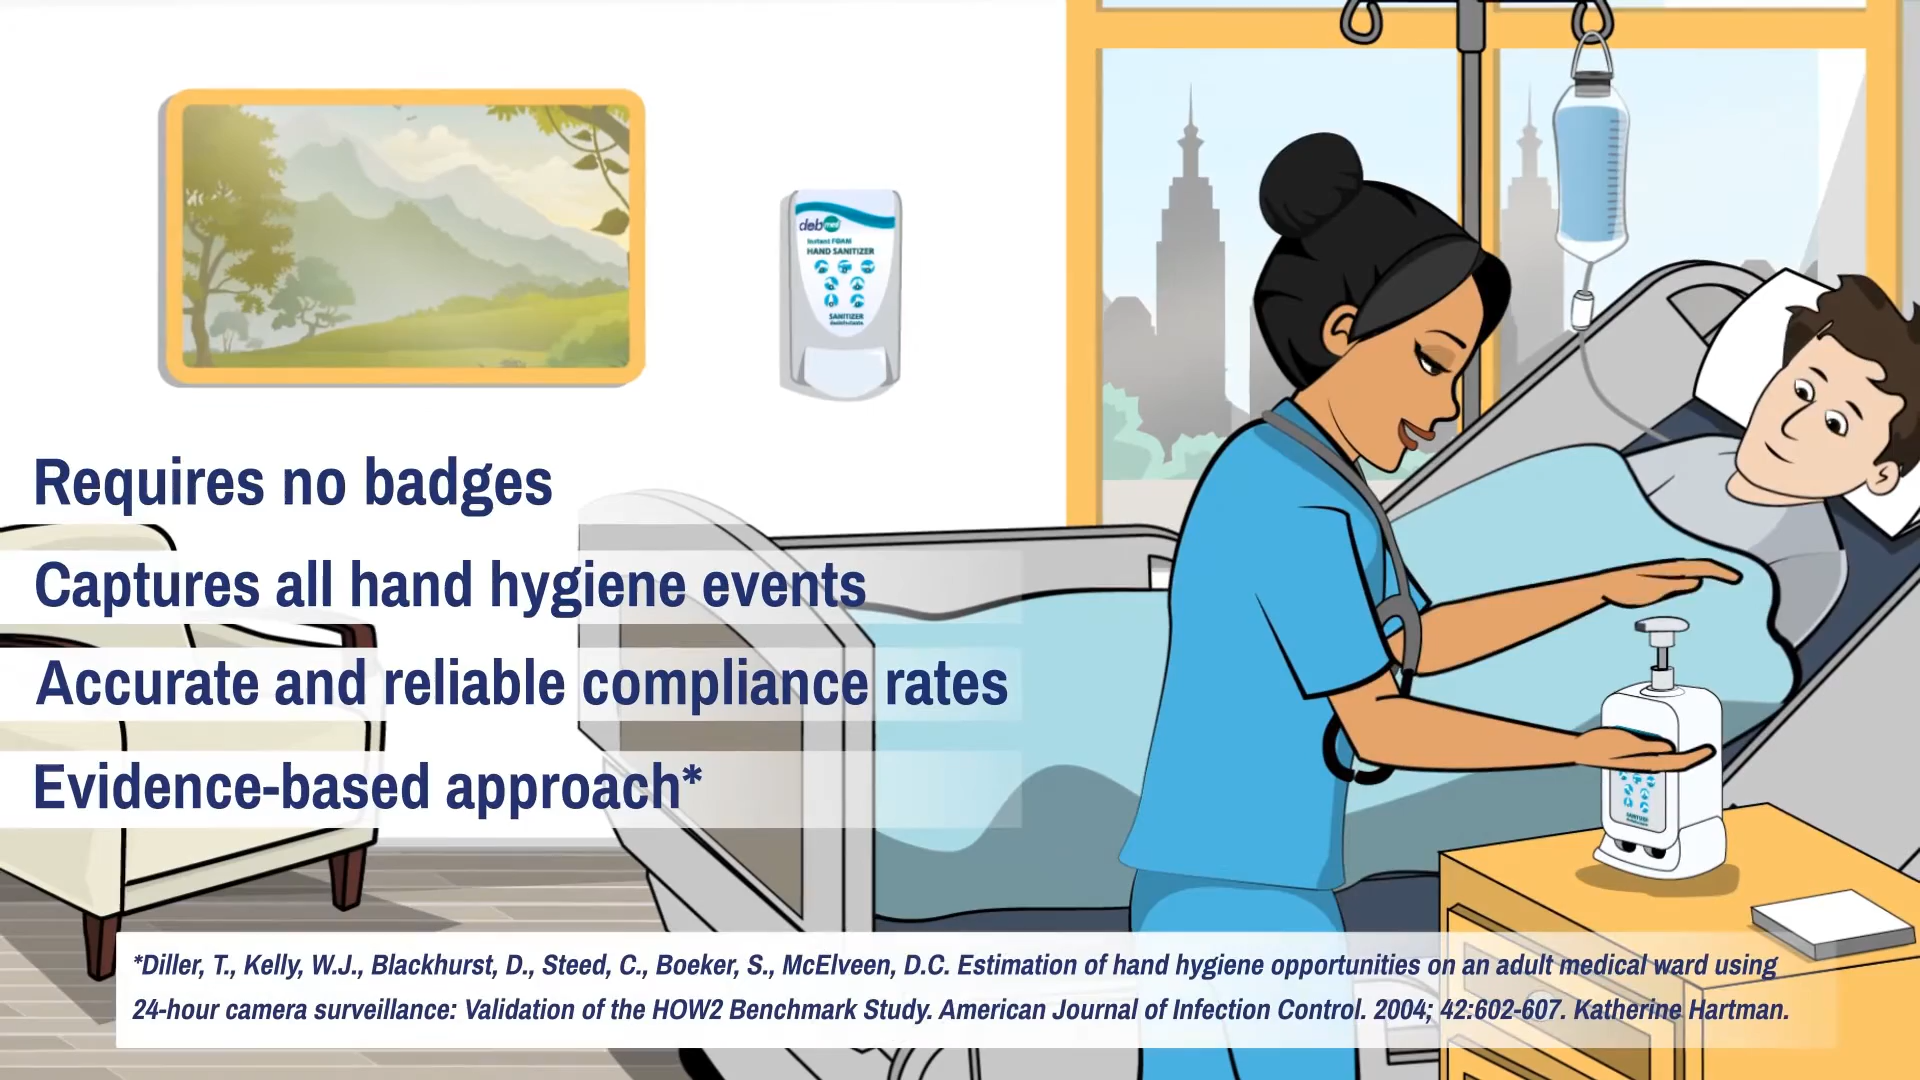 debmed
Instant FOAM
HAND SANITIZER
SANITIZER
Requires no badges
Captures all hand hygiene events
Accurate and reliable compliance rates
Evidence-based approach*
*Diller, T., Kelly, W.J., Blackhurst, D., Steed, C., Boeker, S., McElveen, D.C. Estimation of hand hygiene opportunities on an adult medical ward using
24-hour camera surveillance: Validation of the HOW2 Benchmark Study. American Journal of Infection Control. 2004; 42:602-607. Katherine Hartman.